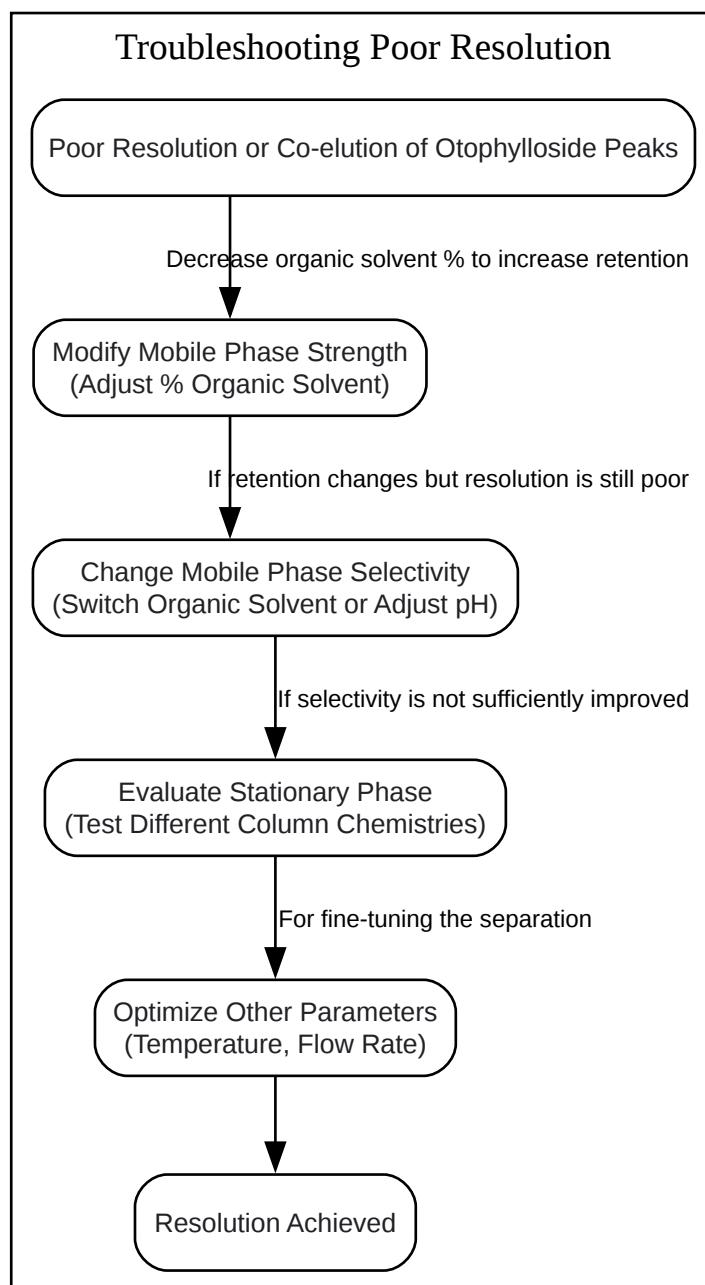 Troubleshooting Poor Resolution
Poor Resolution or Co-elution of Otophylloside Peaks
Decrease organic solvent % to increase retention
Modify Mobile Phase Strength
(Adjust % Organic Solvent)
If retention changes but resolution is still poor
Change Mobile Phase Selectivity
(Switch Organic Solvent or Adjust pH)
If selectivity is not sufficiently improved
Evaluate Stationary Phase
(Test Different Column Chemistries)
For fine-tuning the separation
Optimize Other Parameters
(Temperature, Flow Rate)
Resolution Achieved